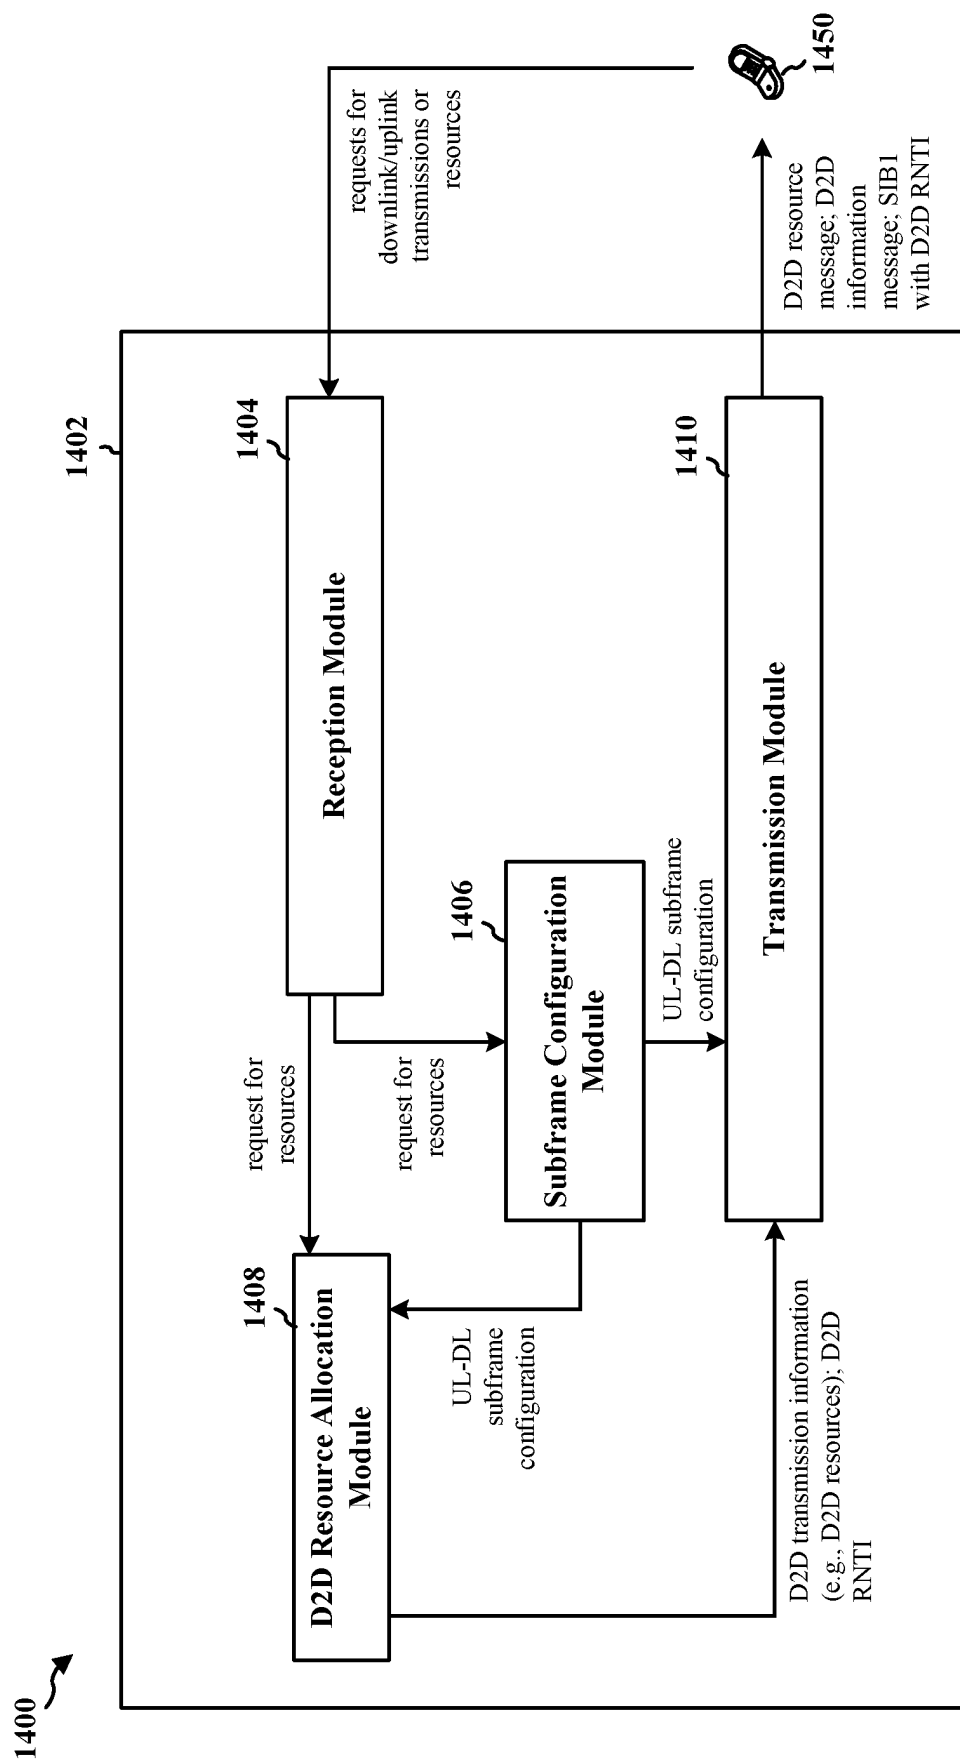 1400
1402
1408
D2D Resource Allocation
Module
request for
resources
1404
Reception Module
requests for
downlink/uplink
transmissions or
resources
request for
resources
UL-DL
subframe
configuration
1406
Subframe Configuration
Module
UL-DL subframe
configuration
D2D transmission information
(e.g., D2D resources); D2D
RNTI
1410
Transmission Module
D2D resource
message; D2D
information
message; SIB1
with D2D RNTI
1450